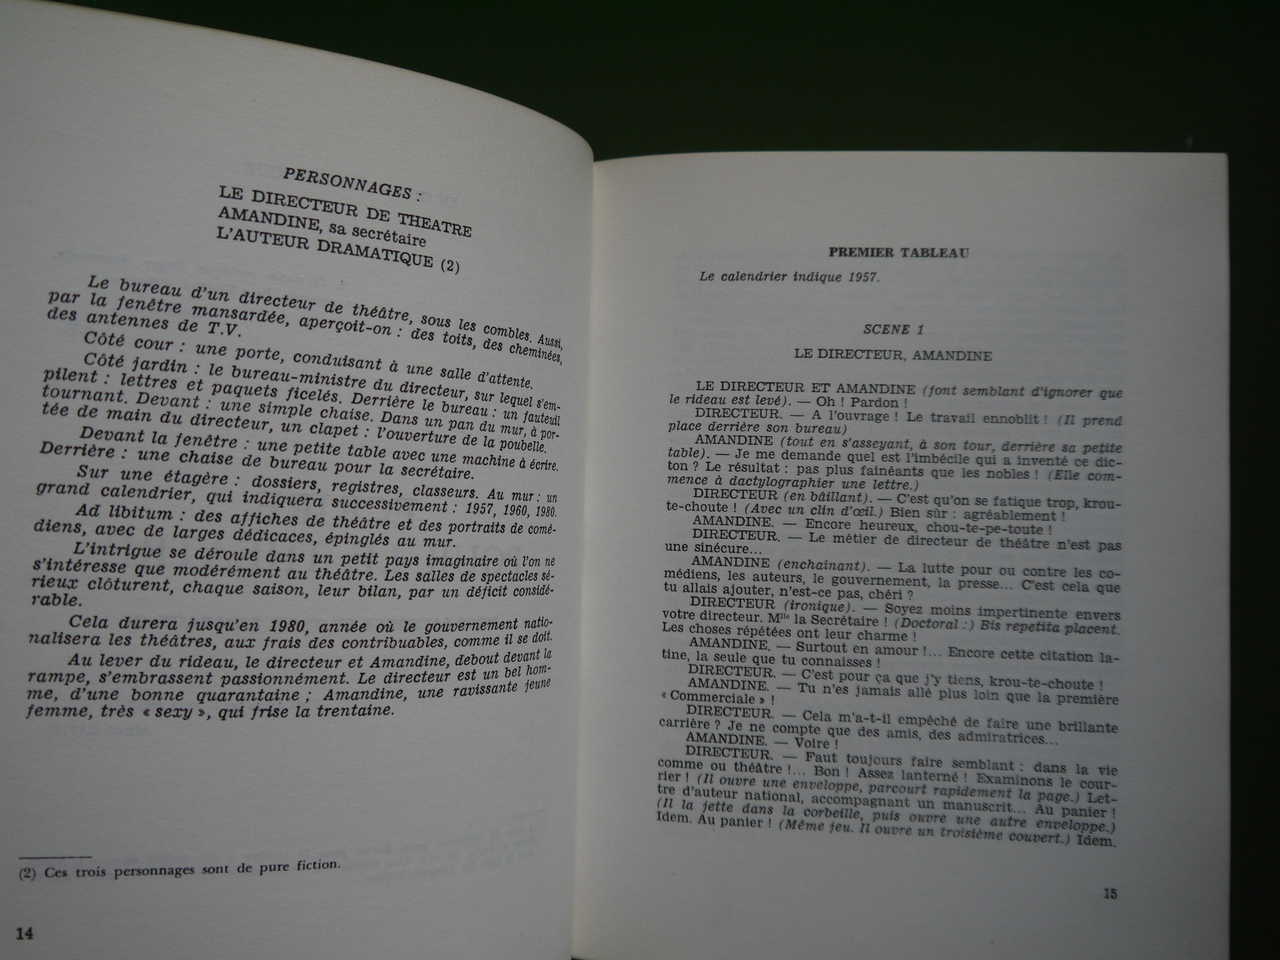 PERSONNAGES :
LE DIRECTEUR DE THEATRE
AMANDINE, sa secrétaire
L'AUTEUR DRAMATIQUE (2)
Le bureau d'un directeur de théâtre, sous les combles. Aussi,
par la fenêtre mansardée, aperçoit-on : des toits, des cheminées,
des antennes de T.V.
Côté cour : une porte, conduisant à une salle d'attente.
Côté jardin : le bureau-ministre du directeur, sur lequel s'em-
pilent : lettres et paquets ficelés. Derrière le bureau : un fauteuil
tournant. Devant : une simple chaise. Dans un pan du mur, à por-
tée de main du directeur, un clapet : l'ouverture de la poubelle.
Devant la fenêtre : une petite table avec une machine à écrire.
Derrière : une chaise de bureau pour la secrétaire.
Sur une étagère : dossiers, registres, classeurs. Au mur : un
grand calendrier, qui indiquera successivement : 1957, 1960, 1980.
Ad libitum : des affiches de théâtre et des portraits de comé-
diens, avec de larges dédicaces, épinglés au mur.
L'intrigue se déroule dans un petit pays imaginaire où l'on ne
s'intéresse que modérément au théâtre. Les salles de spectacles sé-
rieux clôturent, chaque saison, leur bilan, par un déficit considé-
rable.
Cela durera jusqu'en 1980, année où le gouvernement natio-
nalisera les théâtres, aux frais des contribuables, comme il se doit.
Au lever du rideau, le directeur et Amandine, debout devant la
rampe, s'embrassent passionnément. Le directeur est un bel hom-
me, d'une bonne quarantaine ; Amandine, une ravissante jeune
femme, très « sexy », qui frise la trentaine.
(2) Ces trois personnages sont de pure fiction.
14
PREMIER TABLEAU
Le calendrier indique 1957.
SCENE 1
LE DIRECTEUR, AMANDINE
LE DIRECTEUR ET AMANDINE (font semblant d'ignorer que
le rideau est levé). — Oh ! Pardon !
DIRECTEUR. — A l'ouvrage ! Le travail ennoblit ! (Il prend
place derrière son bureau)
AMANDINE (tout en s'asseyant, à son tour, derrière sa petite
table). — Je me demande quel est l'imbécile qui a inventé ce dic-
ton ? Le résultat : pas plus fainéants que les nobles ! (Elle com-
mence à dactylographier une lettre.)
DIRECTEUR (en bâillant). — C'est qu'on se fatigue trop, krou-
te-choute ! (Avec un clin d'œil.) Bien sûr : agréablement !
AMANDINE. — Encore heureux, chou-te-pe-toute !
DIRECTEUR. — Le métier de directeur de théâtre n'est pas
une sinécure...
AMANDINE (enchaînant). — La lutte pour ou contre les co-
médiens, les auteurs, le gouvernement, la presse... C'est cela que
tu allais ajouter, n'est-ce pas, chéri ?
DIRECTEUR (ironique). — Soyez moins impertinente envers
votre directeur. Mlle la Secrétaire ! (Doctoral :) Bis repetita placent.
Les choses répétées ont leur charme !
AMANDINE. — Surtout en amour !... Encore cette citation la-
tine, la seule que tu connaisses !
DIRECTEUR. — C'est pour ça que j'y tiens, krou-te-choute !
AMANDINE. — Tu n'es jamais allé plus loin que la première
« Commerciale » !
DIRECTEUR. — Cela m'a-t-il empêché de faire une brillante
carrière ? Je ne compte que des amis, des admiratrices...
AMANDINE. — Voire !
DIRECTEUR. — Faut toujours faire semblant : dans la vie
comme ou théâtre !... Bon ! Assez lanterné ! Examinons le cour-
rier ! (Il ouvre une enveloppe, parcourt rapidement la page.) Let-
tre d'auteur national, accompagnant un manuscrit... Au panier !
(Il la jette dans la corbeille, puis ouvre une autre enveloppe.)
Idem. Au panier ! (Même jeu. Il ouvre un troisième couvert.) Idem.
15